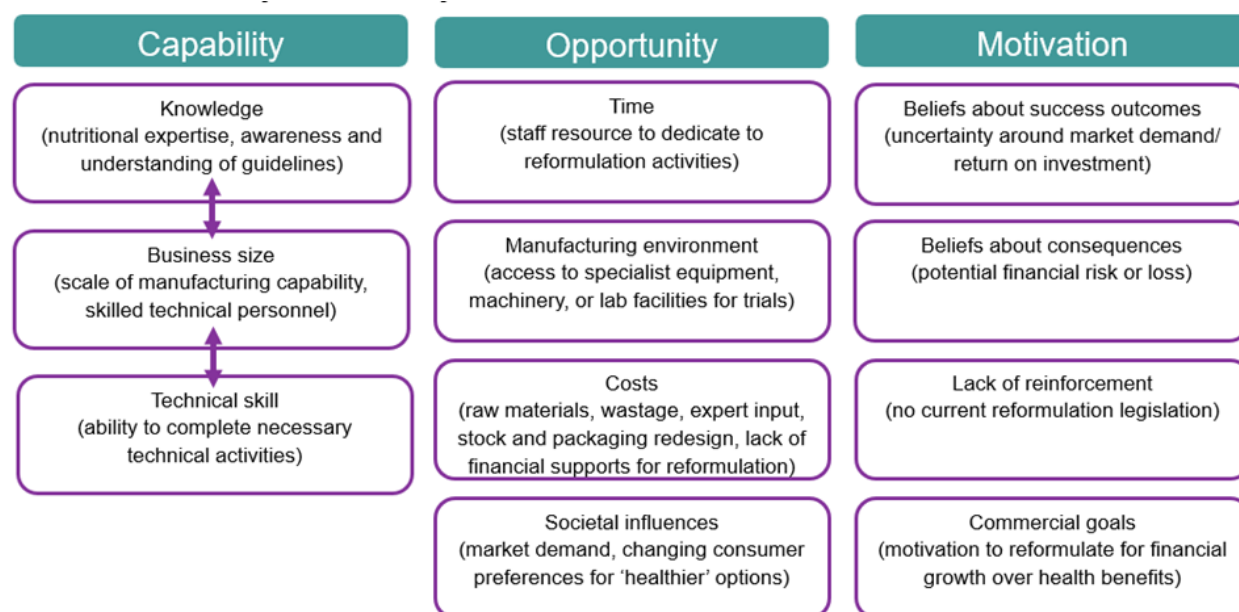 Capability
Knowledge
(nutritional expertise, awareness and
understanding of guidelines)
Business size
(scale of manufacturing capability,
skilled technical personnel)
Technical skill
(ability to complete necessary
technical activities)
Opportunity
Time
(staff resource to dedicate to
reformulation activities)
Manufacturing environment
(access to specialist equipment,
machinery, or lab facilities for trials)
Costs
(raw materials, wastage, expert input,
stock and packaging redesign, lack of
financial supports for reformulation)
Societal influences
(market demand, changing consumer
preferences for ‘healthier’ options)
Motivation
Beliefs about success outcomes
(uncertainty around market demand/
return on investment)
Beliefs about consequences
(potential financial risk or loss)
Lack of reinforcement
(no current reformulation legislation)
Commercial goals
(motivation to reformulate for financial
growth over health benefits)